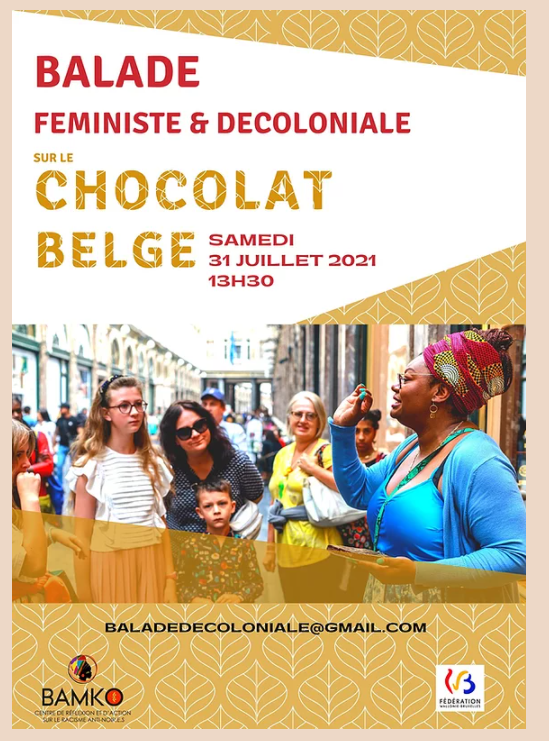 BALADE
FEMINISTE & DECOLONIALE
SUR LE
CHOCOLAT
BELGE
SAMEDI
31 JUILLET 2021
13H30
BALADEDECOLONIALE@GMAIL.COM
BAMKO
CENTRE DE RÉFLEXION ET D'ACTION
SUR LE RACISME ANTI-NOIR.E.S
FÉDÉRATION
WALLONIE-BRUXELLES